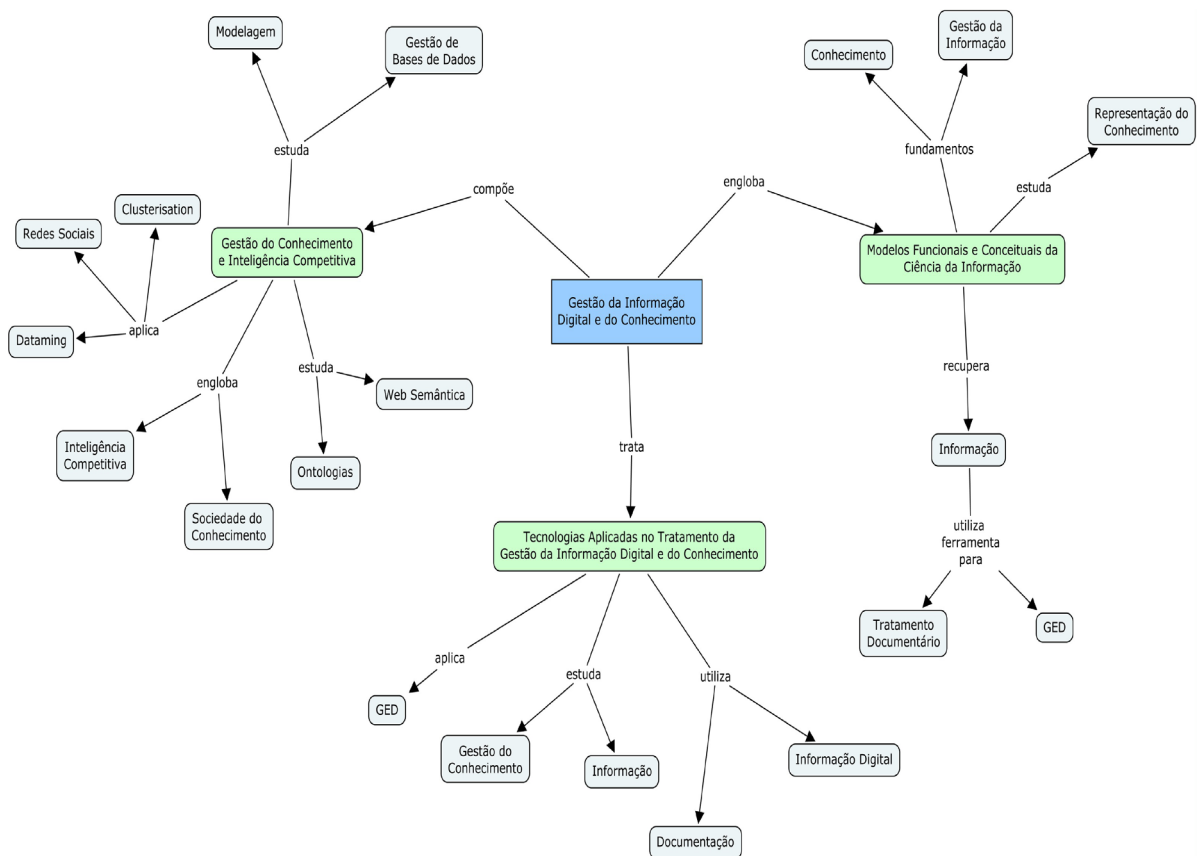 Modelagem
Gestão de
Bases de Dados
estuda
Clusterisation
Redes Sociais
Dataming
aplica
Gestão do Conhecimento
e Inteligência Competitiva
engloba
Inteligência
Competitiva
Sociedade do
Conhecimento
estuda
Web Semântica
Ontologias
compõe
Gestão da Informação
Digital e do Conhecimento
engloba
Conhecimento
Gestão da
Informação
fundamentos
Representação do
Conhecimento
estuda
Modelos Funcionais e Conceituais da
Ciência da Informação
recupera
Informação
utiliza
ferramenta
para
Tratamento
Documentário
GED
trata
Tecnologias Aplicadas no Tratamento da
Gestão da Informação Digital e do Conhecimento
aplica
GED
estuda
Gestão do
Conhecimento
Informação
utiliza
Informação Digital
Documentação